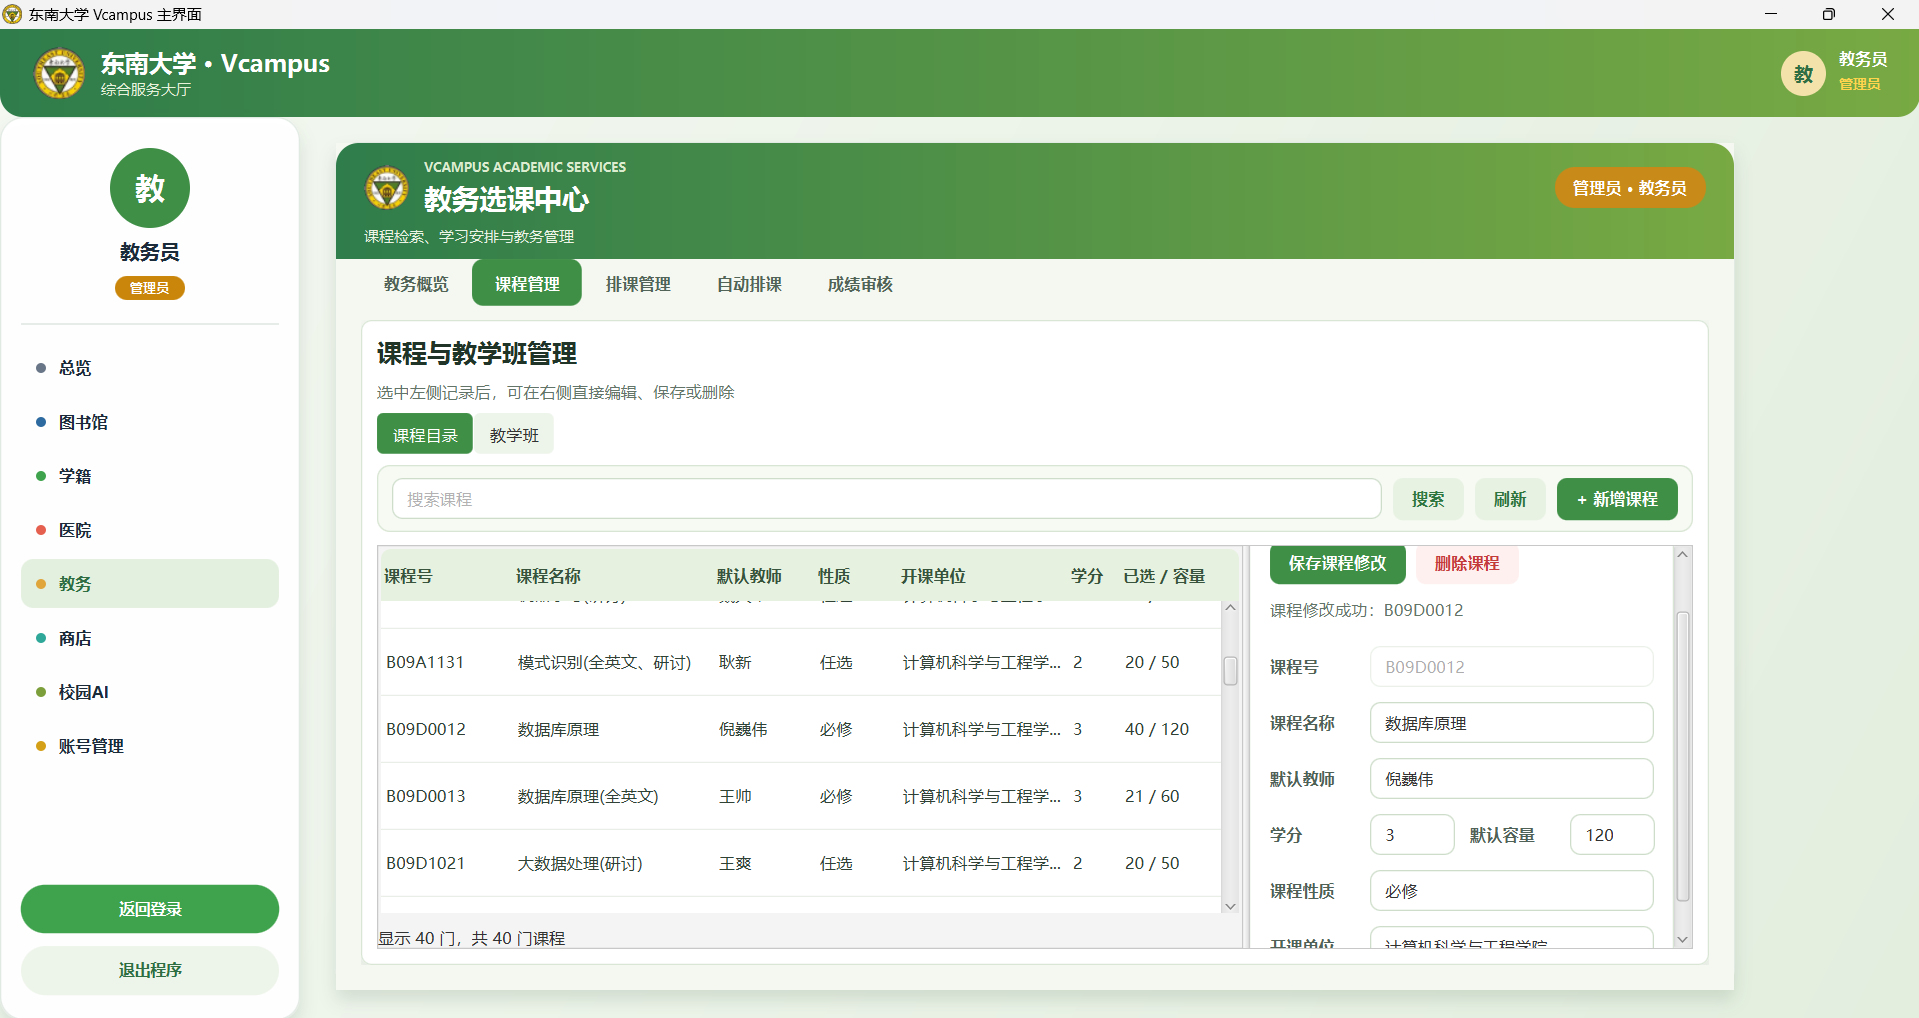 东南大学 Vcampus 主界面
东南大学 • Vcampus
综合服务大厅
教
教务员
管理员
教
教务员
管理员
总览
图书馆
学籍
医院
教务
商店
校园AI
账号管理
返回登录
退出程序
VCAMPUS ACADEMIC SERVICES
教务选课中心
课程检索、学习安排与教务管理
管理员 • 教务员
教务概览 课程管理 排课管理 自动排课 成绩审核
课程与教学班管理
选中左侧记录后，可在右侧直接编辑、保存或删除
课程目录 教学班
搜索课程 搜索 刷新 + 新增课程
课程号 课程名称 默认教师 性质 开课单位 学分 已选 / 容量
B09A1131 模式识别(全英文、研讨) 耿新 任选 计算机科学与工程学... 2 20 / 50
B09D0012 数据库原理 倪巍伟 必修 计算机科学与工程学... 3 40 / 120
B09D0013 数据库原理(全英文) 王帅 必修 计算机科学与工程学... 3 21 / 60
B09D1021 大数据处理(研讨) 王爽 任选 计算机科学与工程学... 2 20 / 50
显示 40 门，共 40 门课程
保存课程修改 删除课程
课程修改成功：B09D0012
课程号 B09D0012
课程名称 数据库原理
默认教师 倪巍伟
学分 3 默认容量 120
课程性质 必修
开课单位 计算机科学与工程学院